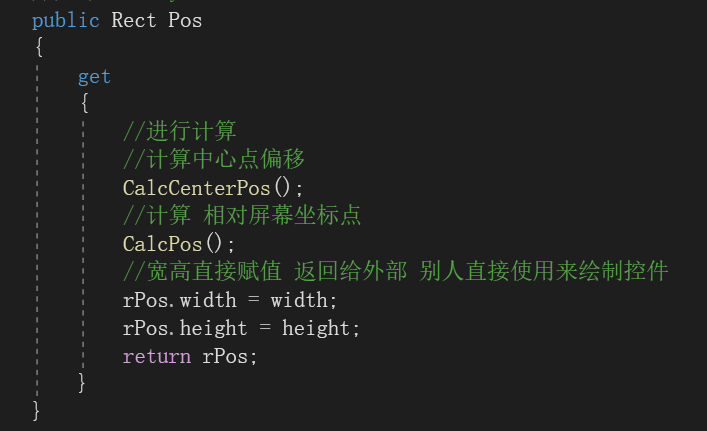 public Rect Pos
{
get
{
//进行计算
//计算中心点偏移
CalcCenterPos();
//计算 相对屏幕坐标点
CalcPos();
//宽高直接赋值 返回给外部 别人直接使用来绘制控件
rPos.width = width;
rPos.height = height;
return rPos;
}
}